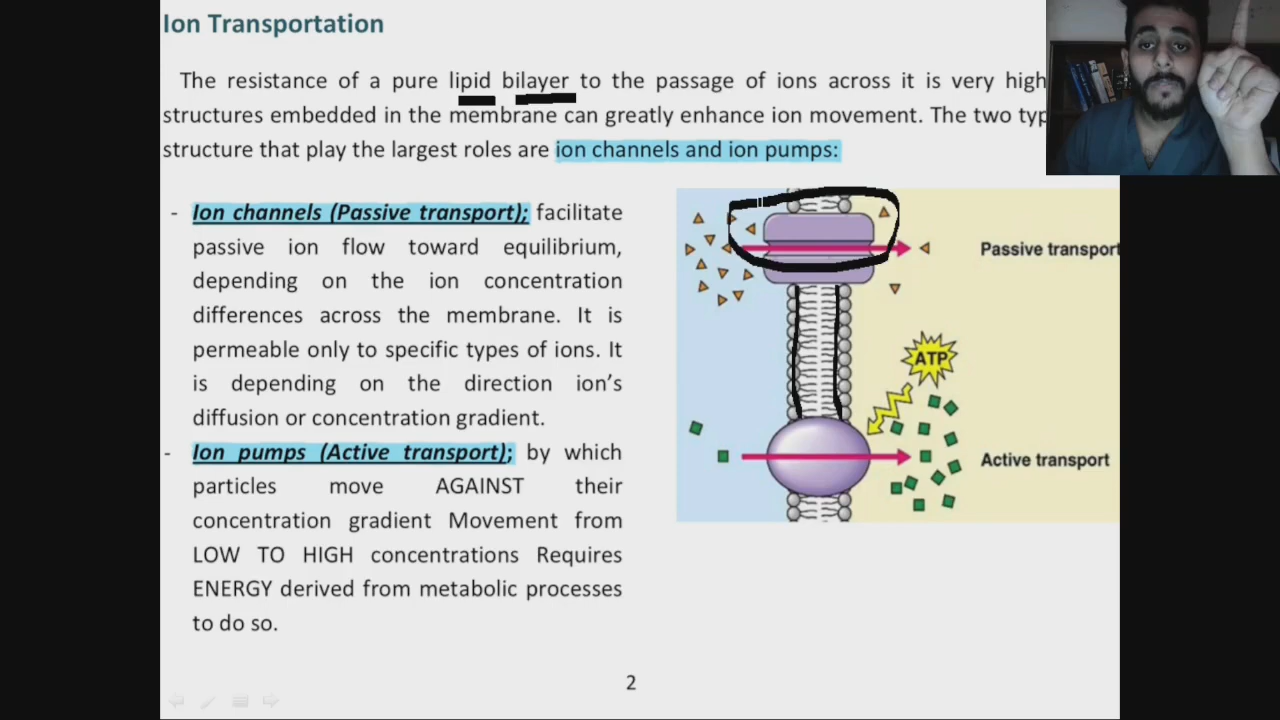 Ion Transportation
The resistance of a pure lipid bilayer to the passage of ions across it is very high
structures embedded in the membrane can greatly enhance ion movement. The two typ
structure that play the largest roles are ion channels and ion pumps:
- Ion channels (Passive transport); facilitate
passive ion flow toward equilibrium,
depending on the ion concentration
differences across the membrane. It is
permeable only to specific types of ions. It
is depending on the direction ion's
diffusion or concentration gradient.
- Ion pumps (Active transport); by which
particles move AGAINST their
concentration gradient Movement from
LOW TO HIGH concentrations Requires
ENERGY derived from metabolic processes
to do so.
Passive transport
ATP
Active transport
2